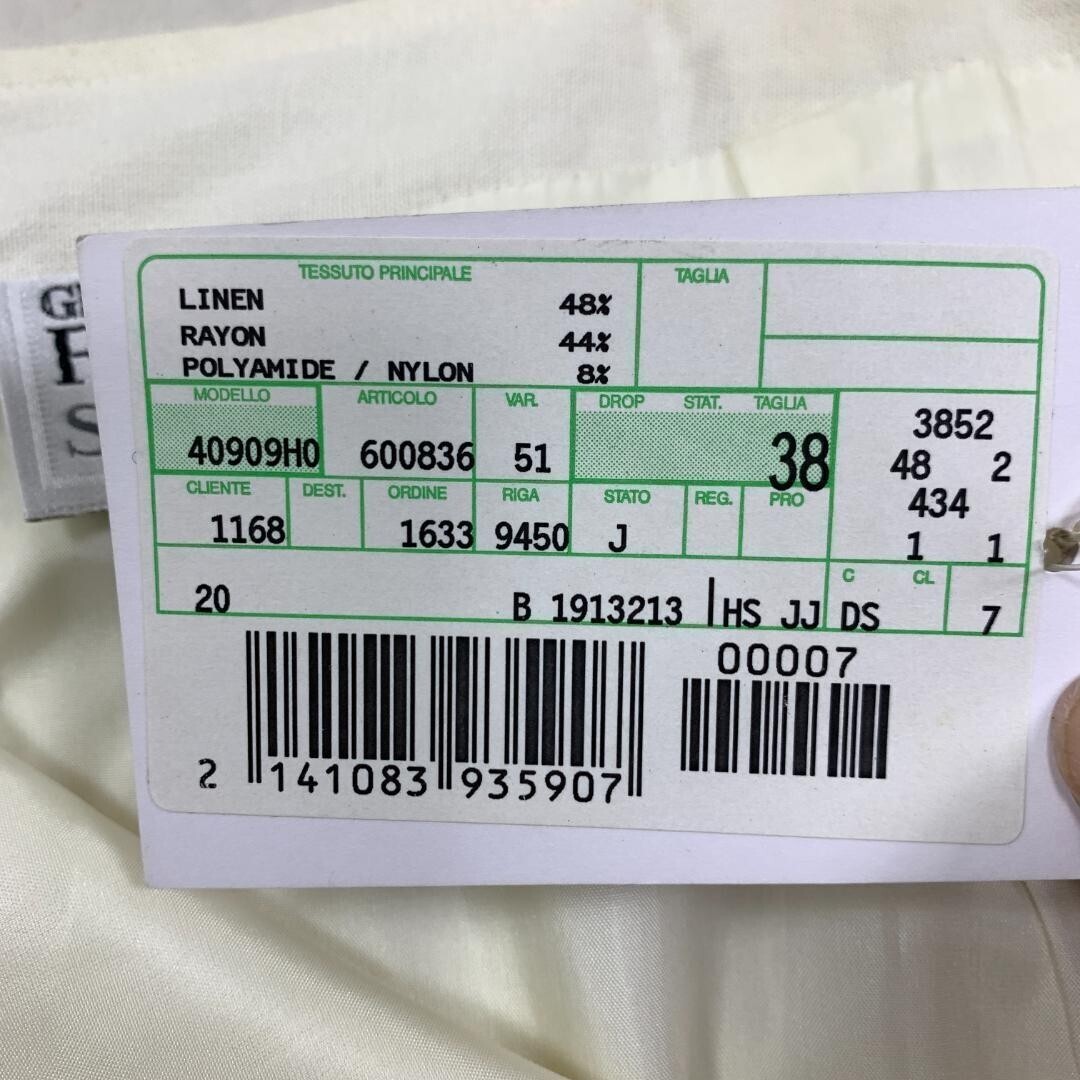 TESSUTO PRINCIPALE TAGLIA
LINEN 48%
RAYON 44%
POLYAMIDE / NYLON 8%
MODELLO ARTICOLO VAR. DROP STAT. TAGLIA
40909H0 600836 51 38
3852
48 2
434
1 1
CLIENTE DEST. ORDINE RIGA STATO REG. PRO
1168 1633 9450 J
C CL
20 B 1913213 HS JJ DS 7
00007
2 141083 935907